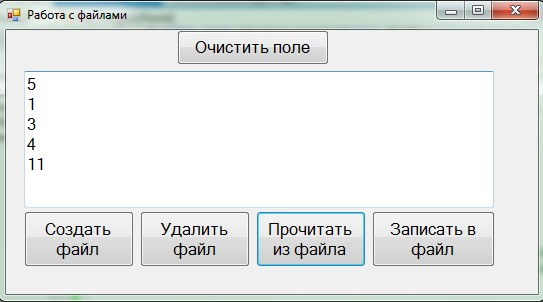 Работа с файлами
Очистить поле
5
1
3
4
11
Создать
файл
Удалить
файл
Прочитать
из файла
Записать в
файл